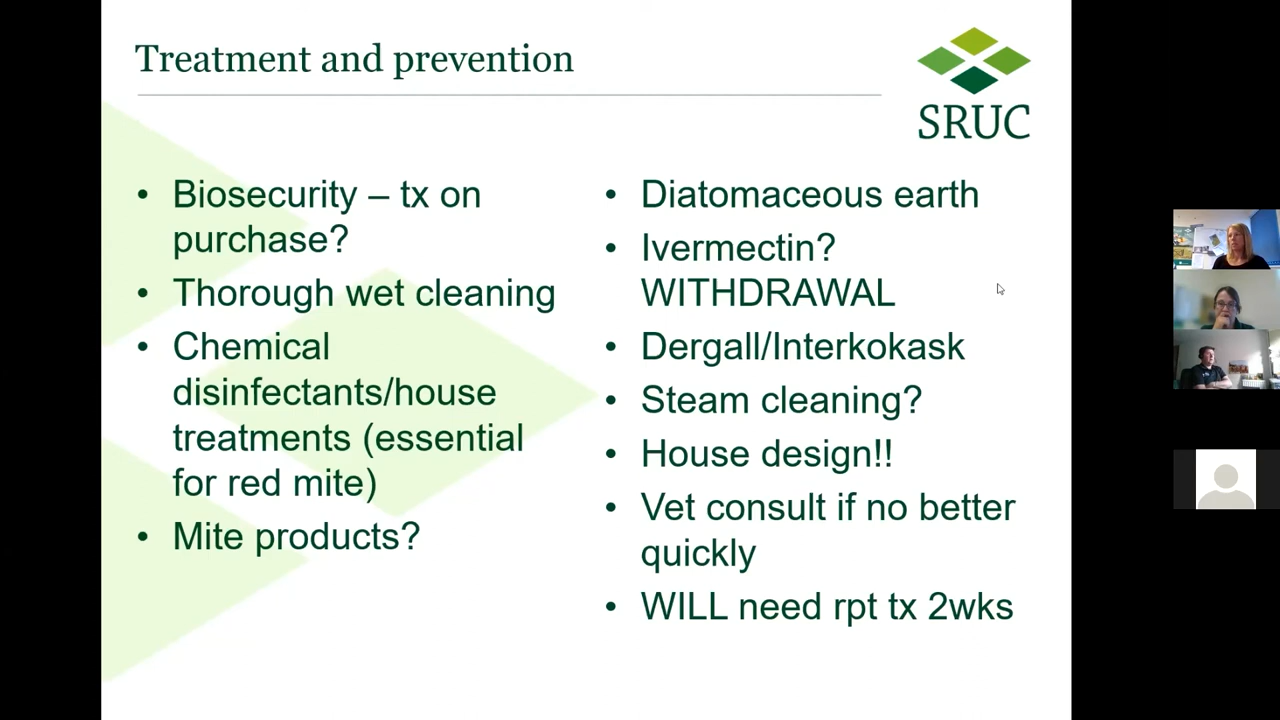 Treatment and prevention
SRUC
• Biosecurity – tx on
purchase?
• Thorough wet cleaning
• Chemical
disinfectants/house
treatments (essential
for red mite)
• Mite products?
• Diatomaceous earth
• Ivermectin?
WITHDRAWAL
• Dergall/Interkokask
• Steam cleaning?
• House design!!
• Vet consult if no better
quickly
• WILL need rpt tx 2wks